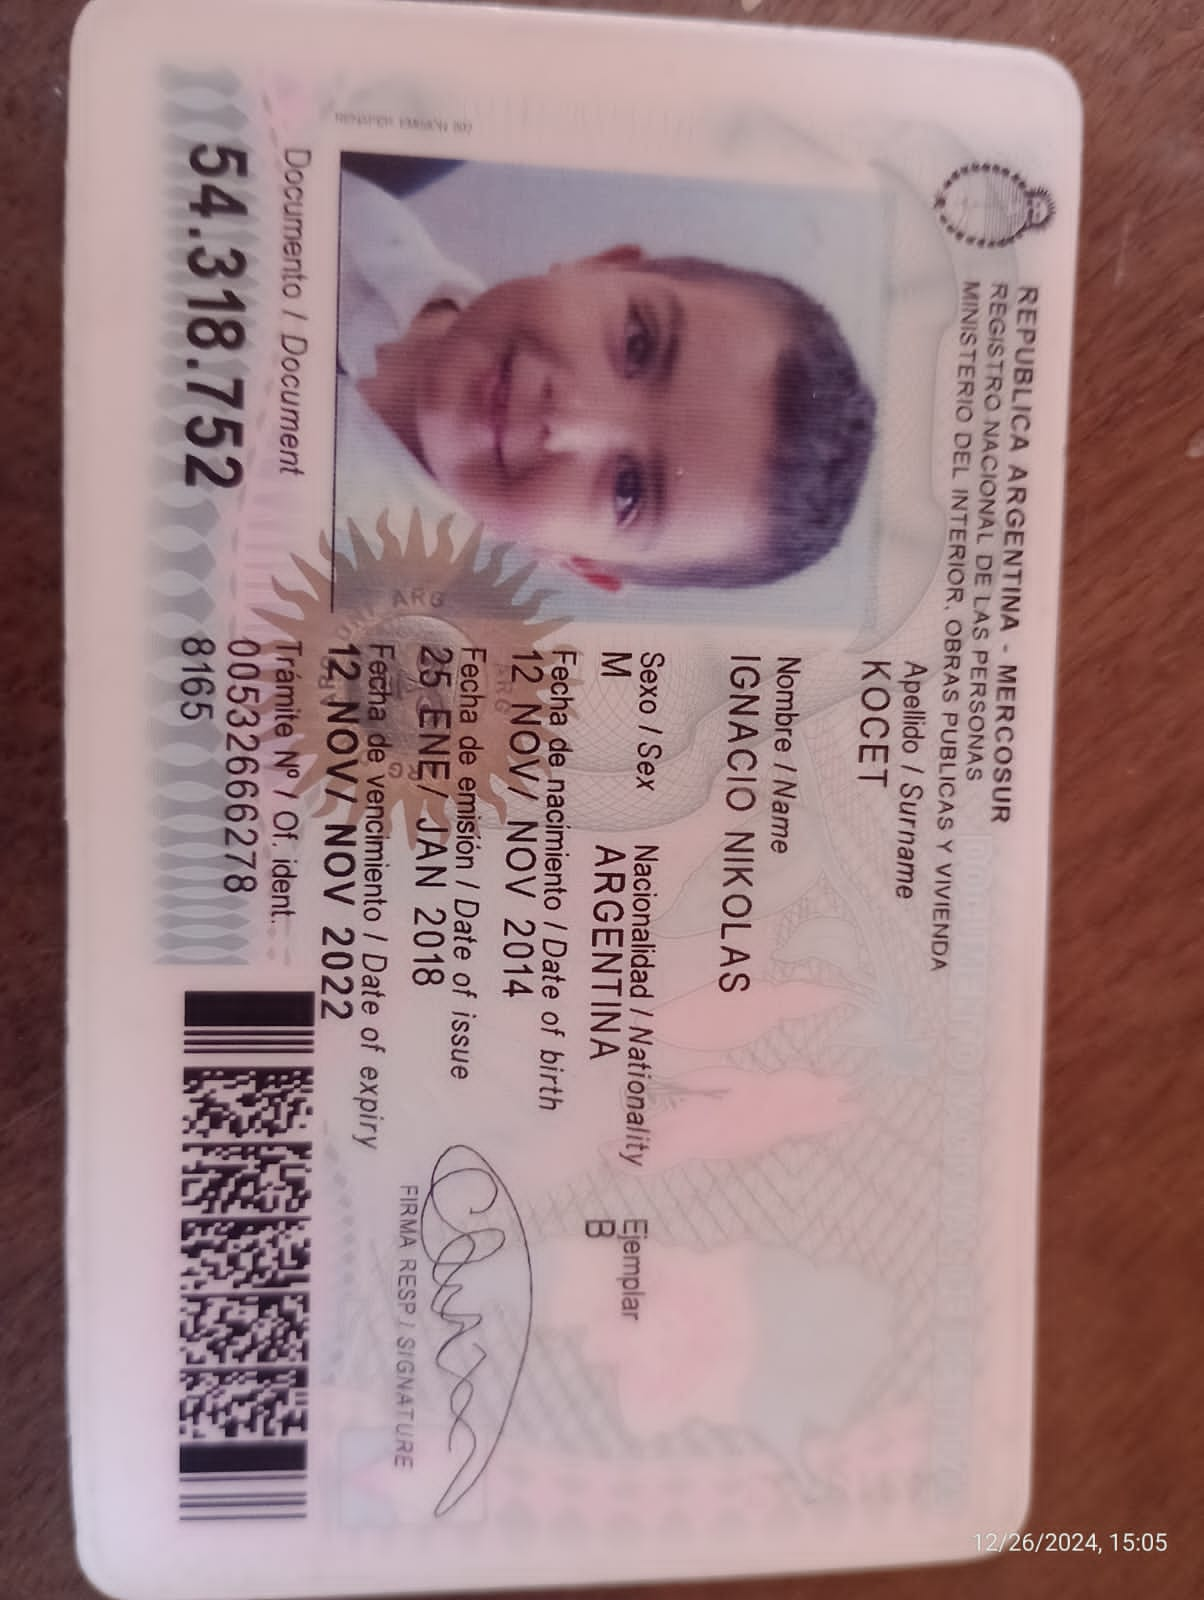 REPUBLICA ARGENTINA - MERCOSUR
REGISTRO NACIONAL DE LAS PERSONAS
MINISTERIO DEL INTERIOR, OBRAS PUBLICAS Y VIVIENDA
Apellido / Surname
KOCET
Nombre / Name
IGNACIO NIKOLAS
Sexo / Sex Nacionalidad / Nationality Ejemplar
M ARGENTINA B
Fecha de nacimiento / Date of birth
12 NOV/ NOV 2014
Fecha de emisión / Date of issue
25 ENE/ JAN 2018
Fecha de vencimiento / Date of expiry
12 NOV/ NOV 2022
FIRMA RESP / SIGNATURE
Documento / Document
54.318.752
Trámite Nº / Of. ident.
00532666278
8165
ARG
ARG
12/26/2024, 15:05